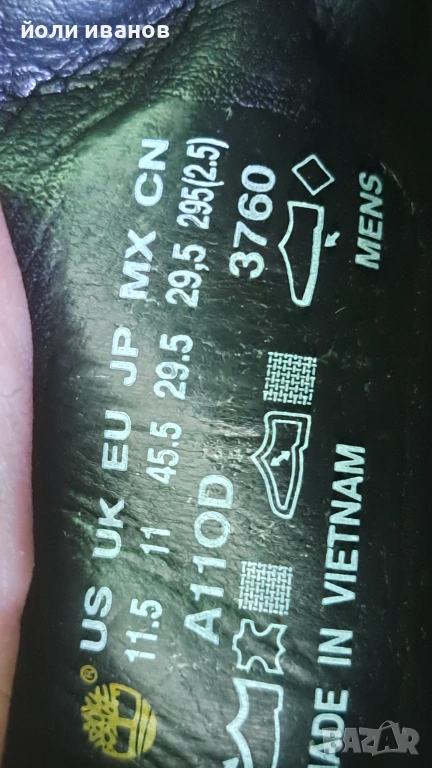 йоли иванов
US UK EU JP MX CN
11.5 11 45.5 29.5 29,5 295(2.5)
A11OD 3760
MENS
MADE IN VIETNAM
BAZAR